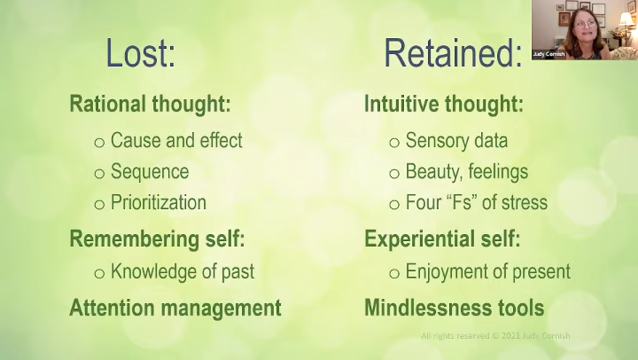 Lost:
Rational thought:
o Cause and effect
o Sequence
o Prioritization
Remembering self:
o Knowledge of past
Attention management
Retained:
Intuitive thought:
o Sensory data
o Beauty, feelings
o Four “Fs” of stress
Experiential self:
o Enjoyment of present
Mindlessness tools
All rights reserved © 2021 Judy Cornish
Judy Cornish